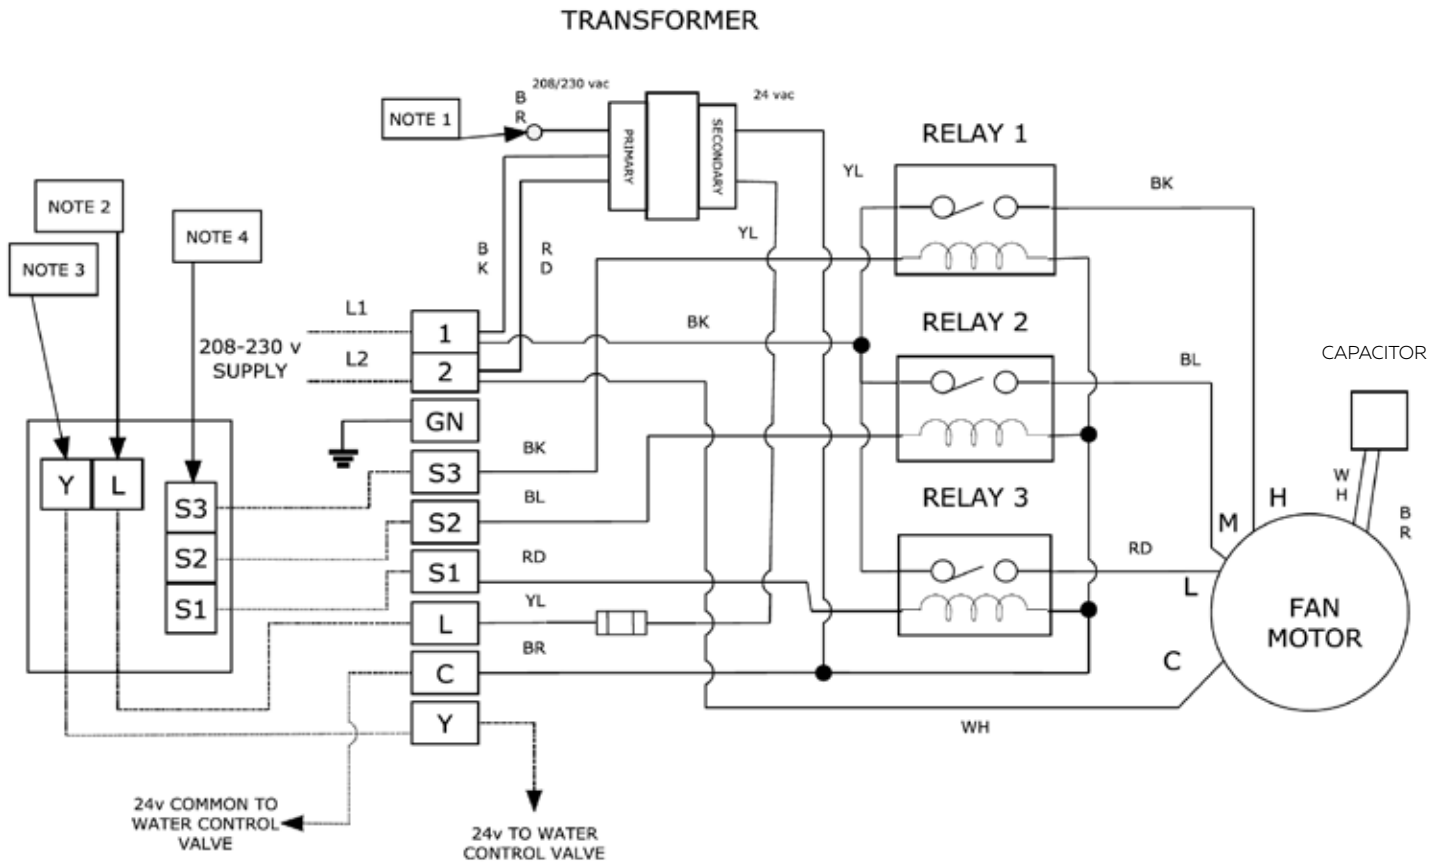 TRANSFORMER
208/230 vac
24 vac
B
R
NOTE 1
PRIMARY
SECONDARY
RELAY 1
YL
BK
NOTE 2
NOTE 4
NOTE 3
B
K
R
D
YL
L1
1
BK
RELAY 2
208-230 v
SUPPLY
L2
2
BL
CAPACITOR
GN
BK
S3
Y
L
S3
BL
S2
RELAY 3
W
H
B
R
H
M
S2
RD
S1
RD
L
S1
YL
L
FAN
MOTOR
BR
C
C
Y
WH
24v COMMON TO
WATER CONTROL
VALVE
24v TO WATER
CONTROL VALVE